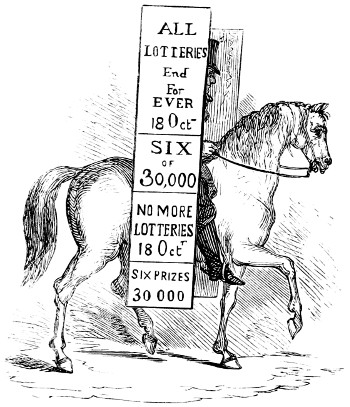 ALL
LOTTERIES
End
For
EVER
18 Octr
SIX
OF
30,000
NO MORE
LOTTERIES
18 Octr
SIX PRIZES
30 000